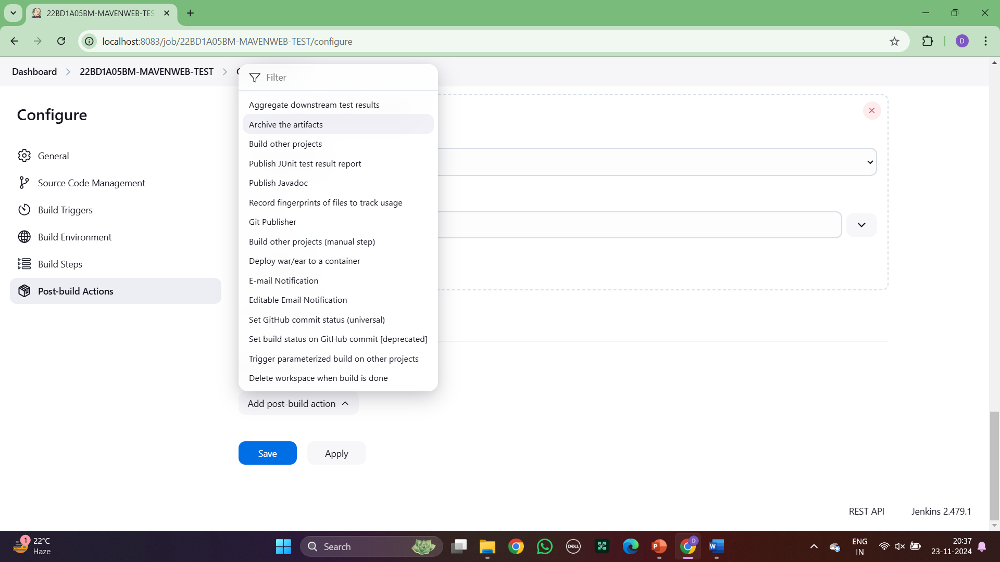 22BD1A05BM-MAVENWEB-TES
localhost:8083/job/22BD1A05BM-MAVENWEB-TEST/configure
D
Dashboard
22BD1A05BM-MAVENWEB-TEST
Filter
Configure
General
Source Code Management
Build Triggers
Build Environment
Build Steps
Post-build Actions
Aggregate downstream test results
Archive the artifacts
Build other projects
Publish JUnit test result report
Publish Javadoc
Record fingerprints of files to track usage
Git Publisher
Build other projects (manual step)
Deploy war/ear to a container
E-mail Notification
Editable Email Notification
Set GitHub commit status (universal)
Set build status on GitHub commit [deprecated]
Trigger parameterized build on other projects
Delete workspace when build is done
Add post-build action
Save
Apply
REST API
Jenkins 2.479.1
1
22°C
Haze
Search
DELL
P
D
W
ENG
IN
20:37
23-11-2024